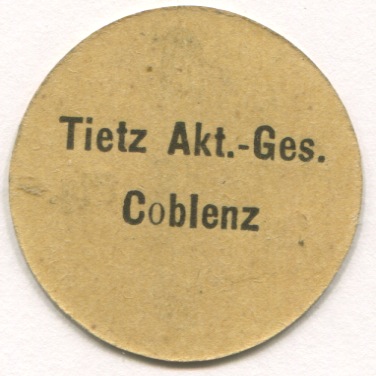 Tietz Akt.-Ges.
Coblenz